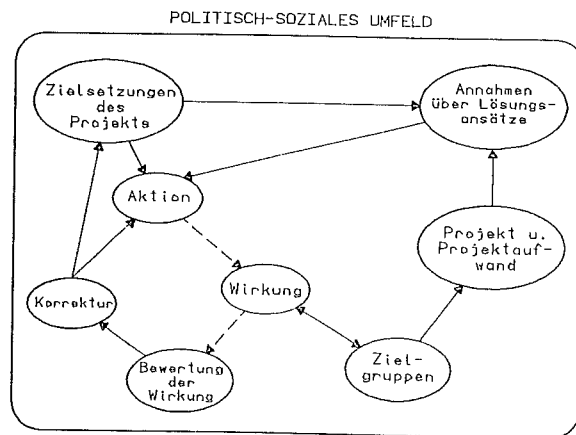 POLITISCH-SOZIALES UMFELD
Zielsetzungen
des
Projekts
Annahmen
über Lösungs-
ansätze
Aktion
Projekt u.
Projektauf-
wand
Wirkung
Korrektur
Bewertung
der
Wirkung
Ziel-
gruppen